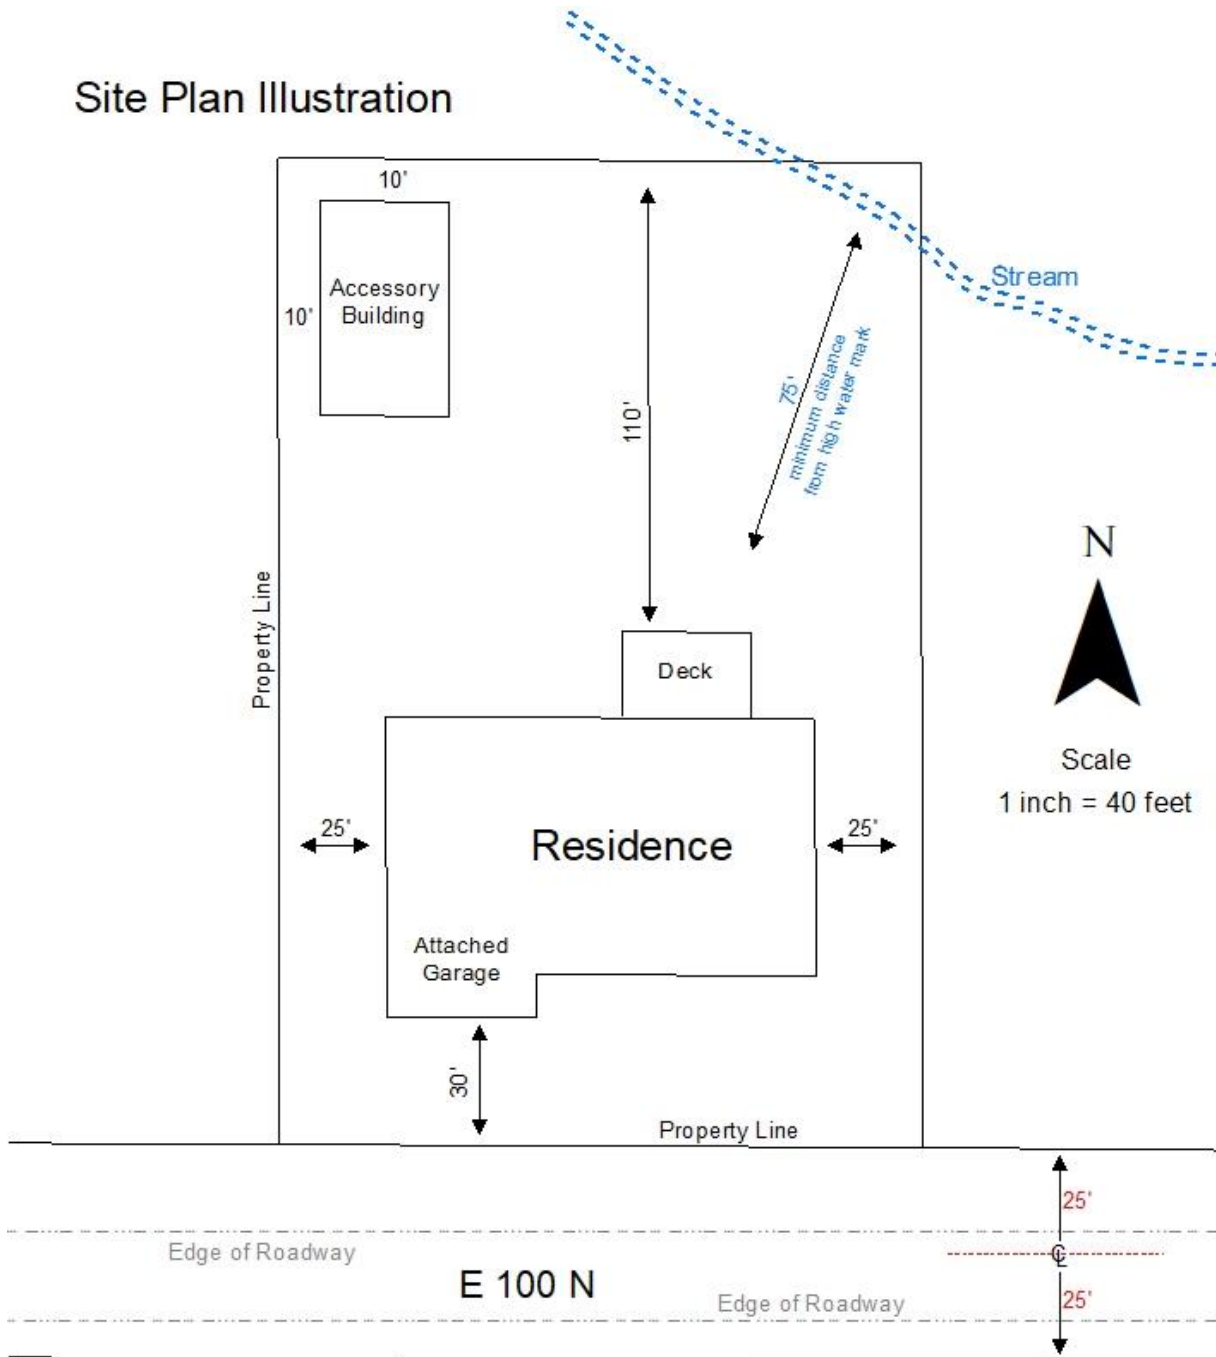 Site Plan Illustration
10'
Accessory
Building
10'
Stream
110'
75'
minimum distance
from high water mark
N
Property Line
Deck
Scale
1 inch = 40 feet
25'
Residence
25'
Attached
Garage
30'
Property Line
25'
Edge of Roadway
℄
E 100 N
Edge of Roadway
25'